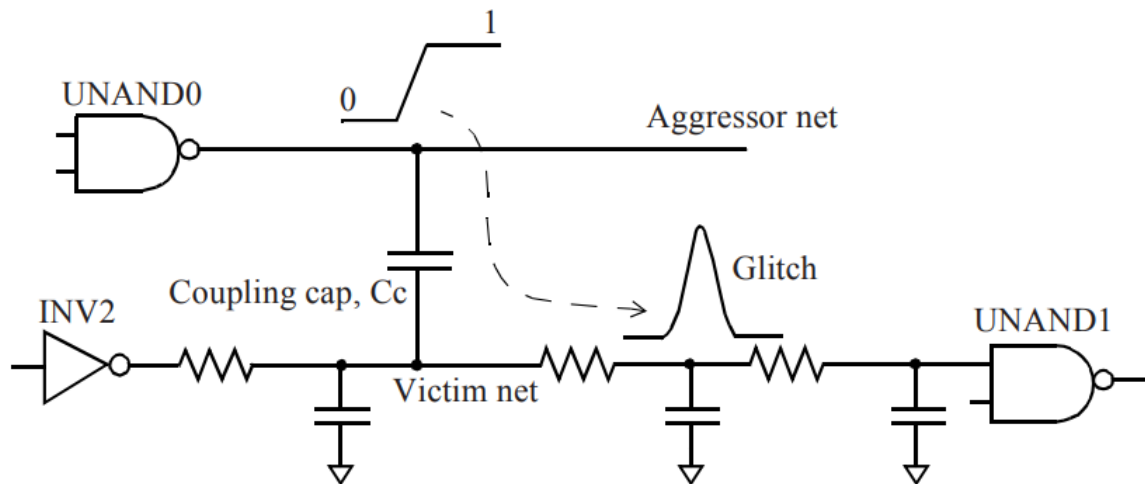 1
UNAND0
0
Aggressor net
Glitch
Coupling cap, Cc
INV2
UNAND1
Victim net